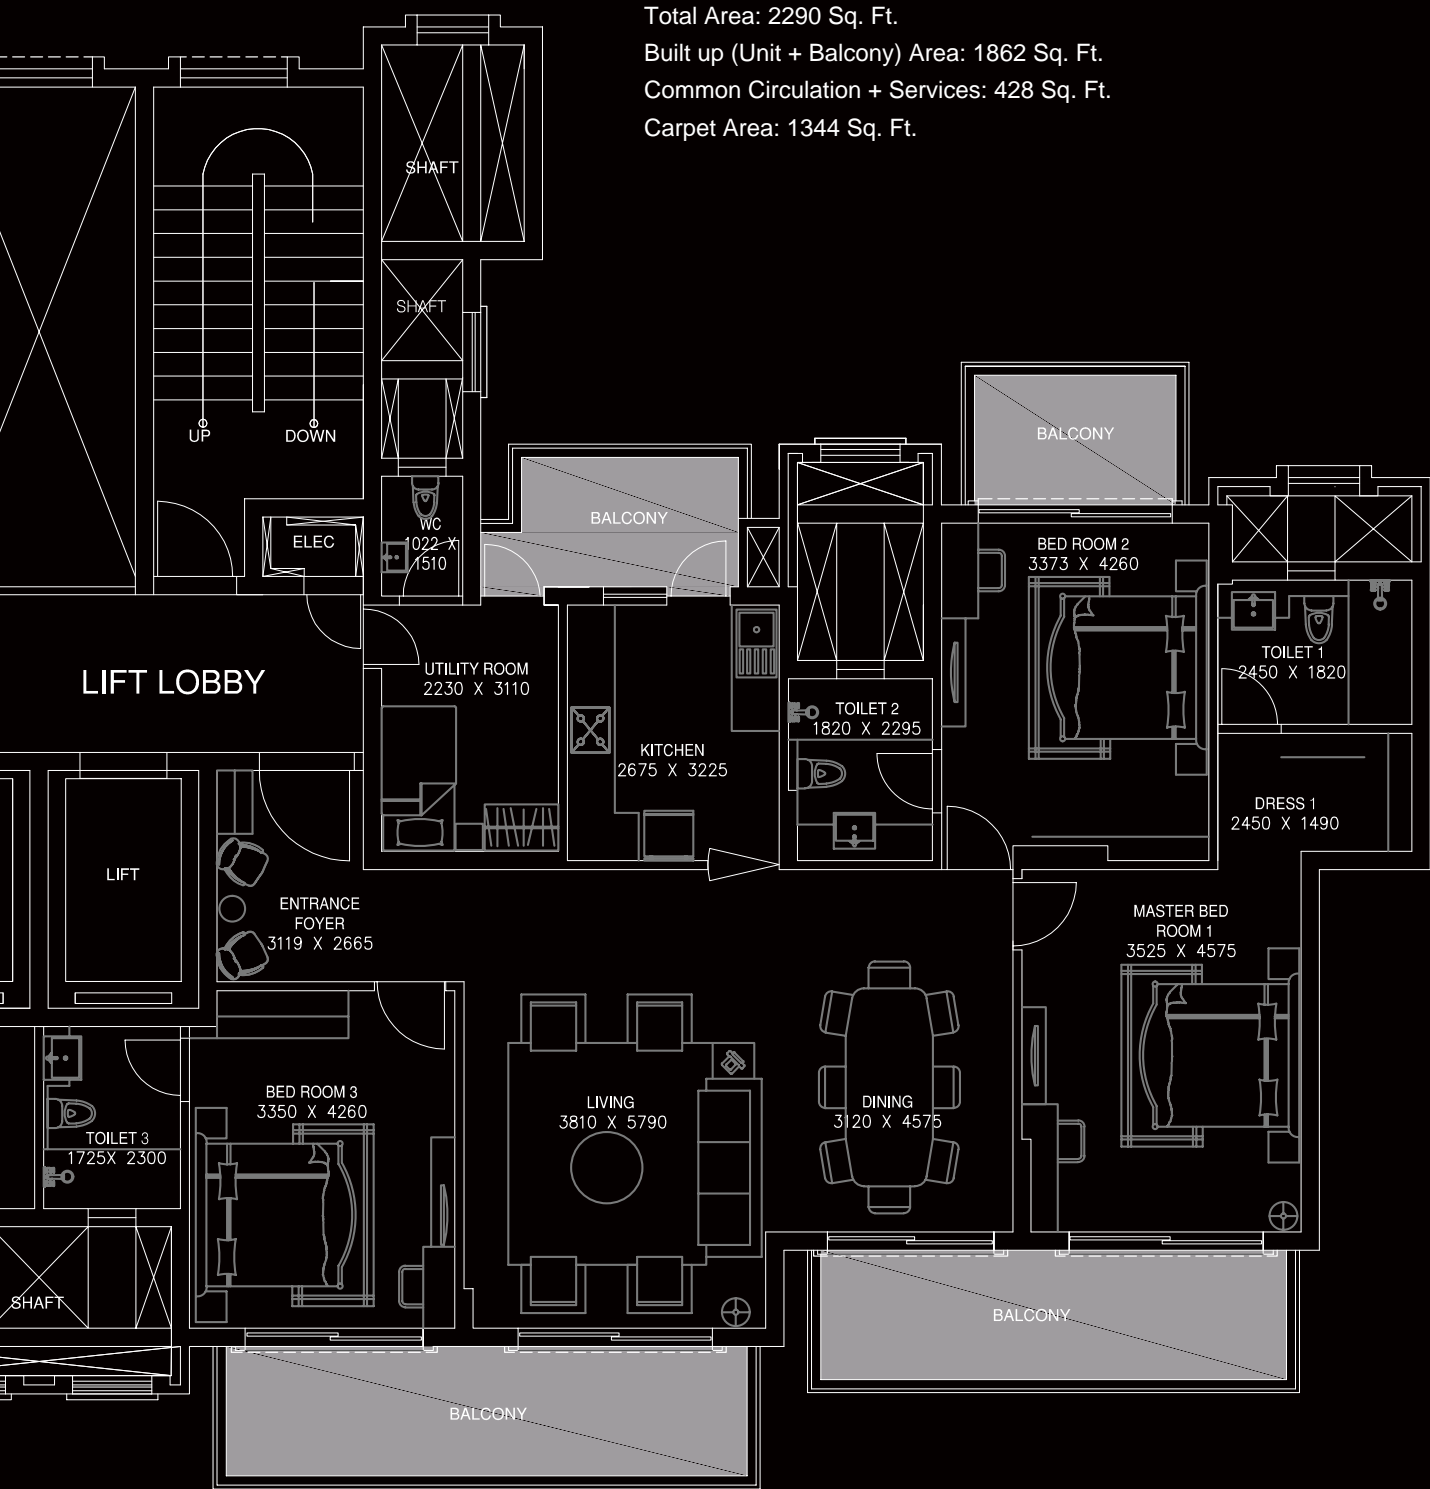 Total Area: 2290 Sq. Ft.
Built up (Unit + Balcony) Area: 1862 Sq. Ft.
Common Circulation + Services: 428 Sq. Ft.
Carpet Area: 1344 Sq. Ft.
SHAFT
SHAFT
UP
DOWN
BALCONY
BALCONY
WC
1022 X
1510
ELEC
BED ROOM 2
3373 X 4260
TOILET 1
2450 X 1820
LIFT LOBBY
UTILITY ROOM
2230 X 3110
TOILET 2
1820 X 2295
KITCHEN
2675 X 3225
DRESS 1
2450 X 1490
LIFT
ENTRANCE
FOYER
3119 X 2665
MASTER BED
ROOM 1
3525 X 4575
BED ROOM 3
3350 X 4260
LIVING
3810 X 5790
DINING
3120 X 4575
TOILET 3
1725X 2300
SHAFT
BALCONY
BALCONY